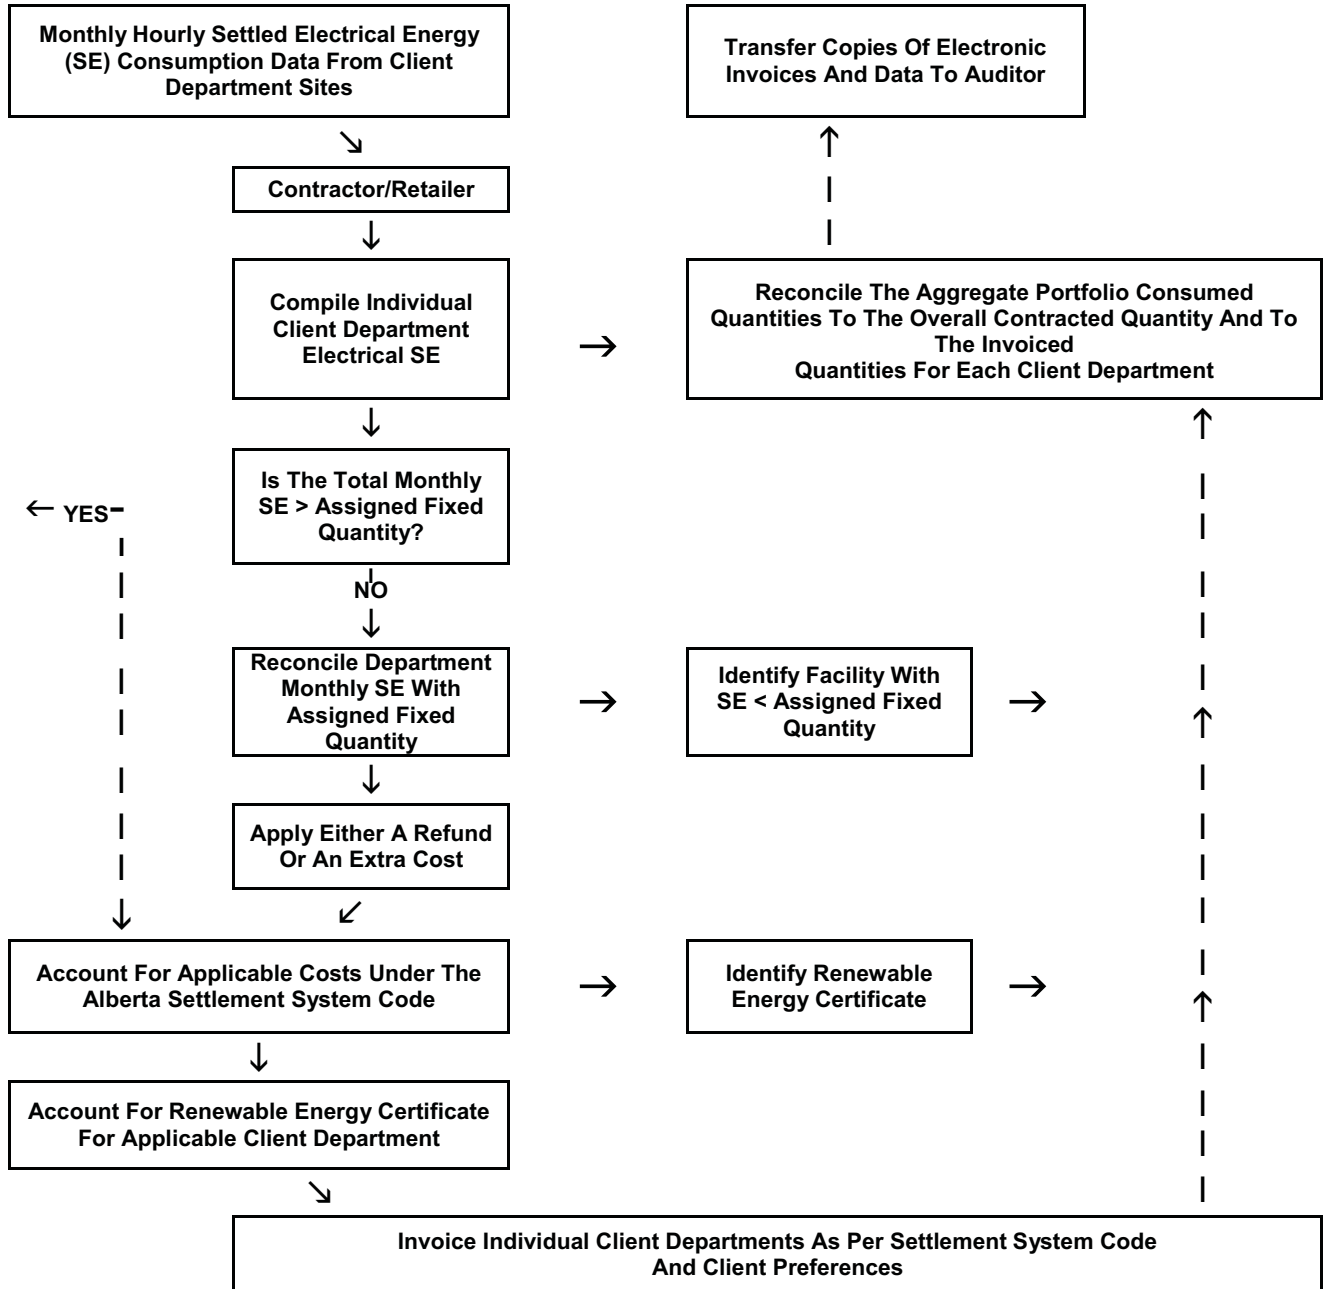 Monthly Hourly Settled Electrical Energy
(SE) Consumption Data From Client
Department Sites
Transfer Copies Of Electronic
Invoices And Data To Auditor
Contractor/Retailer
Compile Individual
Client Department
Electrical SE
Reconcile The Aggregate Portfolio Consumed
Quantities To The Overall Contracted Quantity And To
The Invoiced
Quantities For Each Client Department
Is The Total Monthly
SE > Assigned Fixed
Quantity?
YES
NO
Reconcile Department
Monthly SE With
Assigned Fixed
Quantity
Identify Facility With
SE < Assigned Fixed
Quantity
Apply Either A Refund
Or An Extra Cost
Account For Applicable Costs Under The
Alberta Settlement System Code
Identify Renewable
Energy Certificate
Account For Renewable Energy Certificate
For Applicable Client Department
Invoice Individual Client Departments As Per Settlement System Code
And Client Preferences